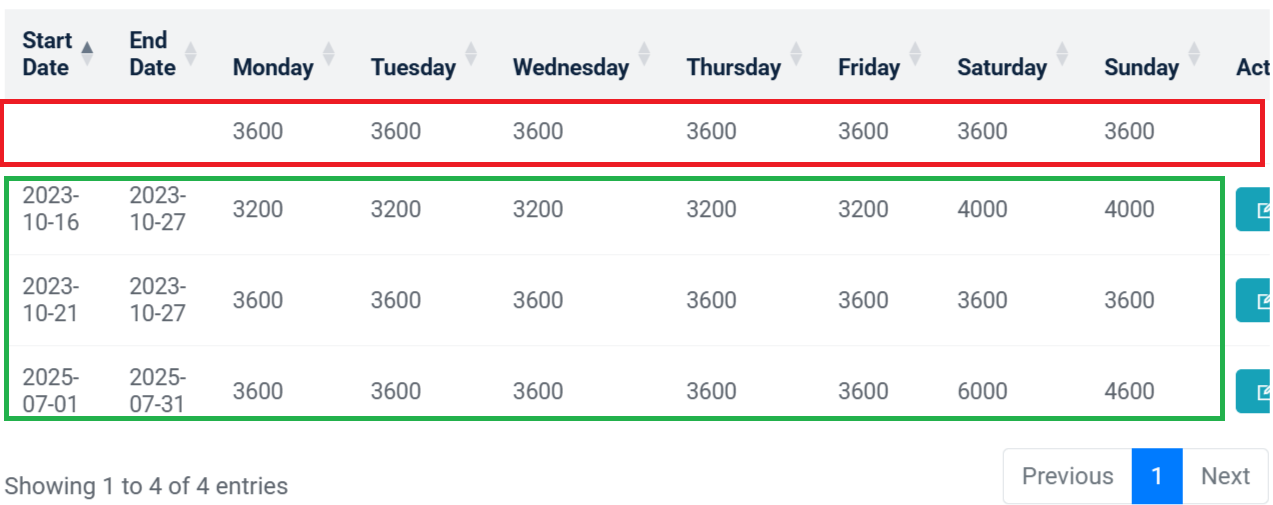 Start Date End Date Monday Tuesday Wednesday Thursday Friday Saturday Sunday Act
3600 3600 3600 3600 3600 3600 3600
2023-10-16 2023-10-27 3200 3200 3200 3200 3200 4000 4000
2023-10-21 2023-10-27 3600 3600 3600 3600 3600 3600 3600
2025-07-01 2025-07-31 3600 3600 3600 3600 3600 6000 4600
Showing 1 to 4 of 4 entries Previous 1 Next